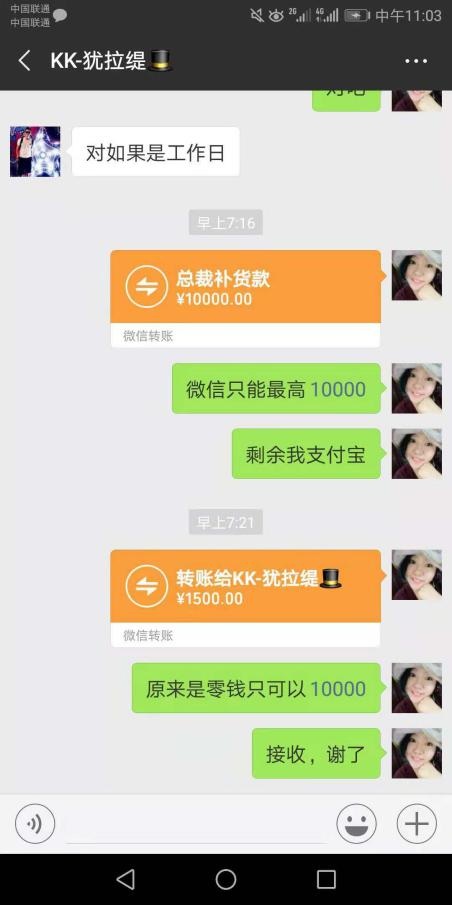 中国联通
中国联通
2G
4G
中午11:03
KK-犹拉缇
对吧
对如果是工作日
早上7:16
总裁补货款
¥10000.00
微信转账
微信只能最高10000
剩余我支付宝
早上7:21
转账给KK-犹拉缇
¥1500.00
微信转账
原来是零钱只可以10000
接收，谢了